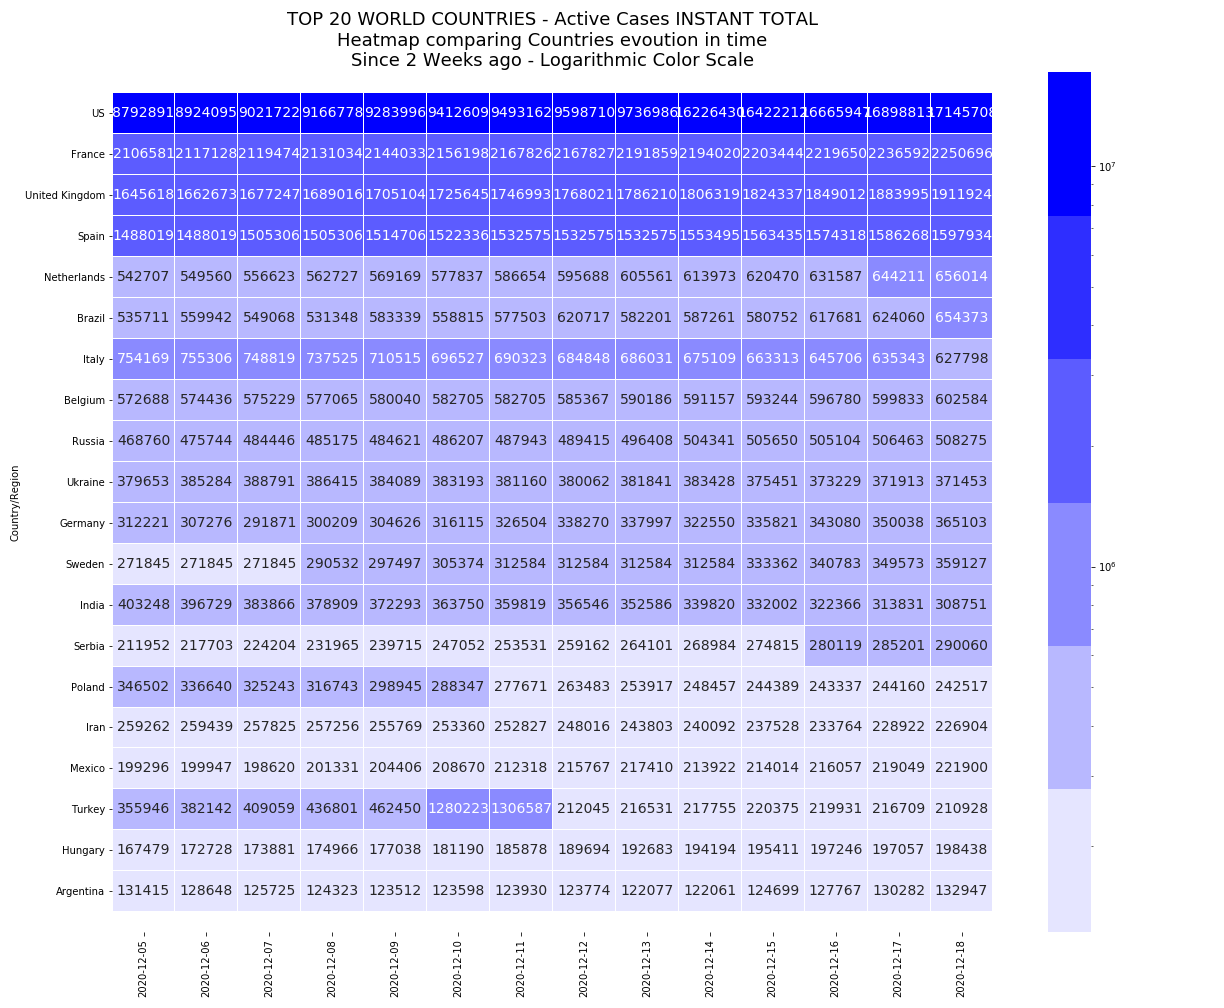 TOP 20 WORLD COUNTRIES - Active Cases INSTANT TOTAL
Heatmap comparing Countries evoution in time
Since 2 Weeks ago - Logarithmic Color Scale
Country/Region
US 8792891 8924095 9021722 9166778 9283996 9412609 9493162 9598710 9736986 16226430 16422212 16665947 16898813 17145708
France 2106581 2117128 2119474 2131034 2144033 2156198 2167826 2167827 2191859 2194020 2203444 2219650 2236592 2250696
United Kingdom 1645618 1662673 1677247 1689016 1705104 1725645 1746993 1768021 1786210 1806319 1824337 1849012 1883995 1911924
Spain 1488019 1488019 1505306 1505306 1514706 1522336 1532575 1532575 1532575 1553495 1563435 1574318 1586268 1597934
Netherlands 542707 549560 556623 562727 569169 577837 586654 595688 605561 613973 620470 631587 644211 656014
Brazil 535711 559942 549068 531348 583339 558815 577503 620717 582201 587261 580752 617681 624060 654373
Italy 754169 755306 748819 737525 710515 696527 690323 684848 686031 675109 663313 645706 635343 627798
Belgium 572688 574436 575229 577065 580040 582705 582705 585367 590186 591157 593244 596780 599833 602584
Russia 468760 475744 484446 485175 484621 486207 487943 489415 496408 504341 505650 505104 506463 508275
Ukraine 379653 385284 388791 386415 384089 383193 381160 380062 381841 383428 375451 373229 371913 371453
Germany 312221 307276 291871 300209 304626 316115 326504 338270 337997 322550 335821 343080 350038 365103
Sweden 271845 271845 271845 290532 297497 305374 312584 312584 312584 312584 333362 340783 349573 359127
India 403248 396729 383866 378909 372293 363750 359819 356546 352586 339820 332002 322366 313831 308751
Serbia 211952 217703 224204 231965 239715 247052 253531 259162 264101 268984 274815 280119 285201 290060
Poland 346502 336640 325243 316743 298945 288347 277671 263483 253917 248457 244389 243337 244160 242517
Iran 259262 259439 257825 257256 255769 253360 252827 248016 243803 240092 237528 233764 228922 226904
Mexico 199296 199947 198620 201331 204406 208670 212318 215767 217410 213922 214014 216057 219049 221900
Turkey 355946 382142 409059 436801 462450 1280223 1306587 212045 216531 217755 220375 219931 216709 210928
Hungary 167479 172728 173881 174966 177038 181190 185878 189694 192683 194194 195411 197246 197057 198438
Argentina 131415 128648 125725 124323 123512 123598 123930 123774 122077 122061 124699 127767 130282 132947
2020-12-05 2020-12-06 2020-12-07 2020-12-08 2020-12-09 2020-12-10 2020-12-11 2020-12-12 2020-12-13 2020-12-14 2020-12-15 2020-12-16 2020-12-17 2020-12-18
10⁷
10⁶